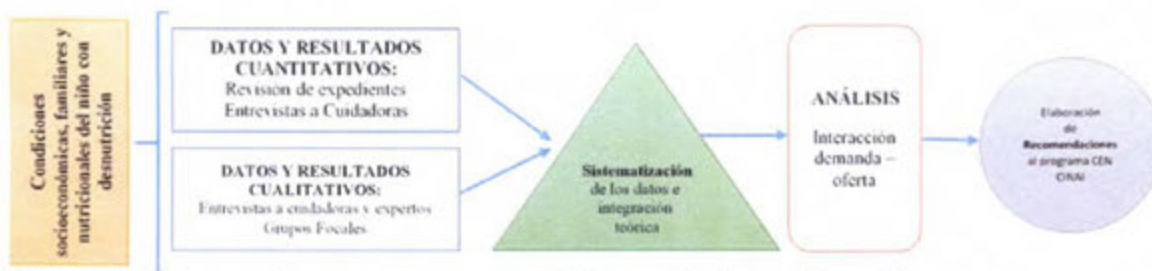 Condiciones
socioeconómicas, familiares y
nutricionales del niño con
desnutrición
DATOS Y RESULTADOS
CUANTITATIVOS:
Revisión de expedientes
Entrevistas a Cuidadoras
DATOS Y RESULTADOS
CUALITATIVOS:
Entrevistas a cuidadoras y expertos
Grupos Focales
Sistematización
de los datos e
integración
teórica
ANÁLISIS
Interacción
demanda –
oferta
Elaboración
de
Recomendaciones
al programa CEN
CINAI